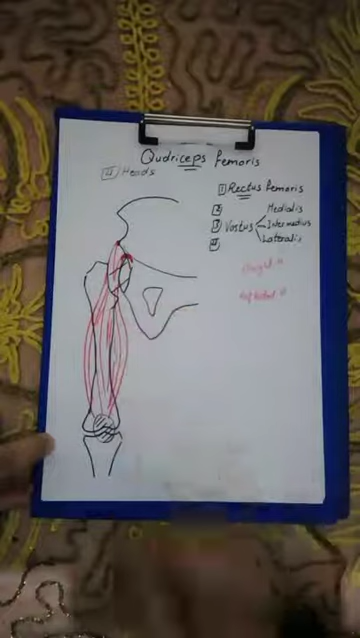 Qudriceps femoris
4 Heads
1 Rectus femoris
2 Medialis
3 Vastus Intermedius
4 Lateralis